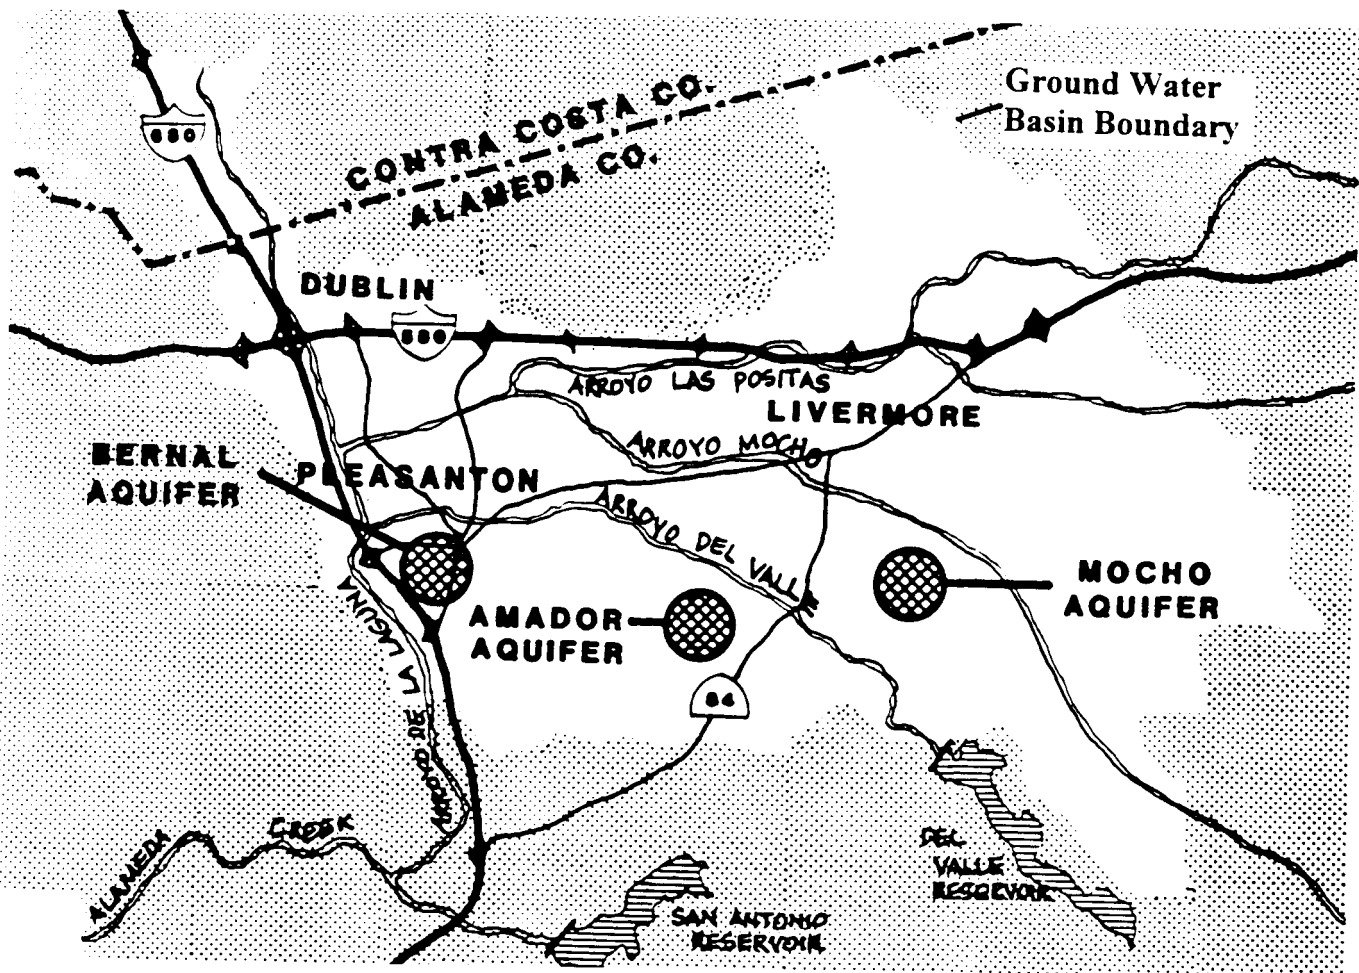 Ground Water
Basin Boundary
680
CONTRA COSTA CO.
ALAMEDA CO.
DUBLIN
580
ARROYO LAS POSITAS
LIVERMORE
ARROYO MOCHO
BERNAL
AQUIFER
PLEASANTON
ARROYO DEL VALLE
MOCHO
AQUIFER
AMADOR
AQUIFER
ARROYO DE LA LAGUNA
84
ALAMEDA CREEK
DEL
VALLE
RESERVOIR
SAN ANTONIO
RESERVOIR